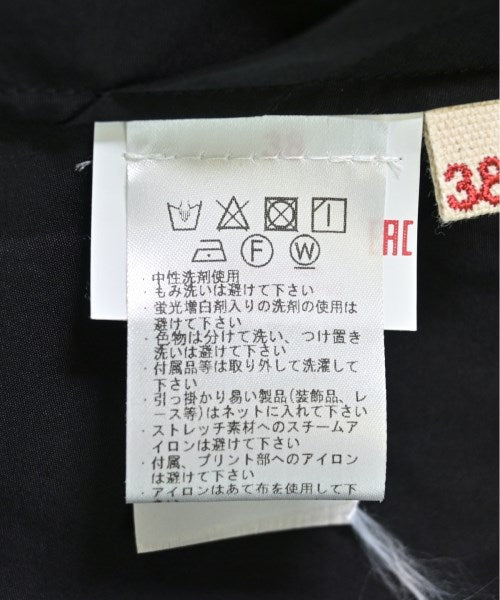 38
38
EAC
F
W
・中性洗剤使用
・もみ洗いは避けて下さい
・蛍光増白剤入りの洗剤の使用は
避けて下さい
・色物は分けて洗い、つけ置き
洗いは避けて下さい
・付属品等は取り外して洗濯して
下さい
・引っ掛かり易い製品(装飾品、レ
ース等)はネットに入れて下さい
・ストレッチ素材へのスチームア
イロンは避けて下さい
・付属、プリント部へのアイロン
は避けて下さい
・アイロンはあて布を使用して下